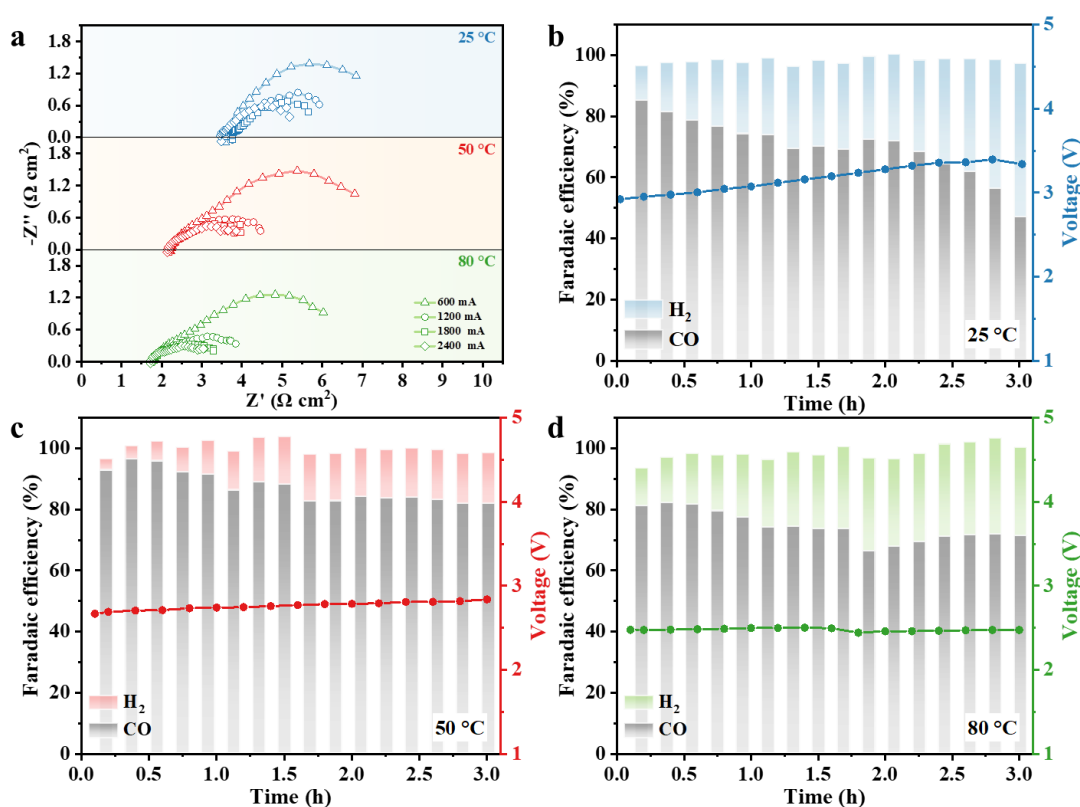 a
25 °C
1.8
1.2
0.6
0.0
50 °C
1.8
1.2
0.6
0.0
80 °C
1.8
1.2
0.6
0.0
-Z'' (Ω cm²)
600 mA
1200 mA
1800 mA
2400 mA
0 1 2 3 4 5 6 7 8 9 10
Z' (Ω cm²)
b
100
80
60
40
20
0
Faradaic efficiency (%)
5
4
3
2
1
Voltage (V)
H₂
CO
25 °C
0.0 0.5 1.0 1.5 2.0 2.5 3.0
Time (h)
c
100
80
60
40
20
0
Faradaic efficiency (%)
5
4
3
2
1
Voltage (V)
H₂
CO
50 °C
0.0 0.5 1.0 1.5 2.0 2.5 3.0
Time (h)
d
100
80
60
40
20
0
Faradaic efficiency (%)
5
4
3
2
1
Voltage (V)
H₂
CO
80 °C
0.0 0.5 1.0 1.5 2.0 2.5 3.0
Time (h)